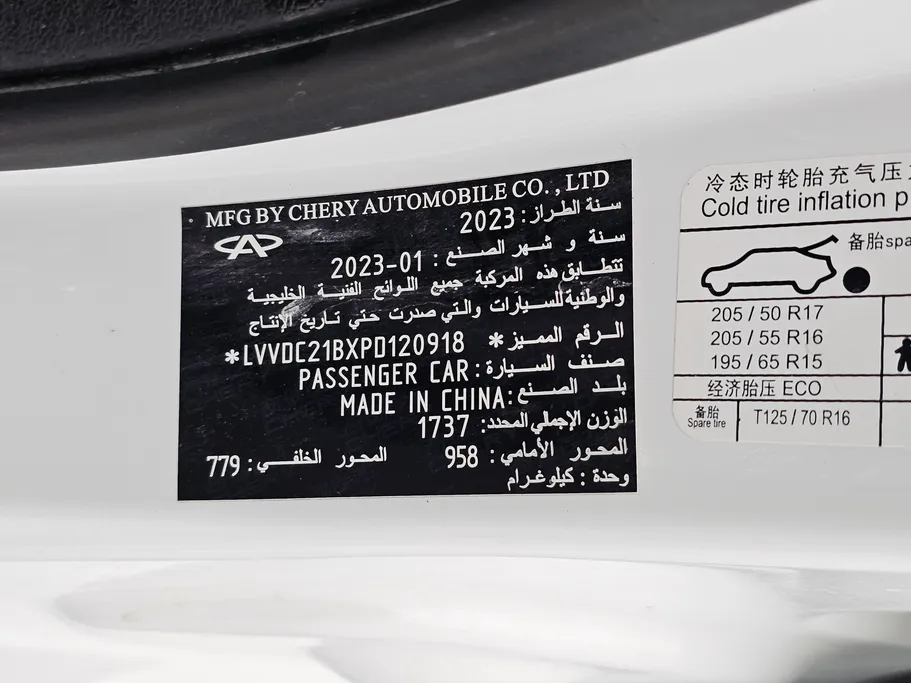 MFG BY CHERY AUTOMOBILE CO. , LTD
سنة الطراز: 2023
سنة و شهر الصنع : 2023-01
تتطابق هذه المركبة جميع اللوائح الفنية الخليجية
والوطنية للسيارات والتي صدرت حتي تاريخ الإنتاج
الرقم المميز: *LVVDC21BXPD120918*
صنف السيارة : PASSENGER CAR
بلد الصنع: MADE IN CHINA
الوزن الإجمالي المحدد: 1737
المحور الأمامي: 958 المحور الخلفي: 779
وحدة : كيلوغرام
冷态时轮胎充气压
Cold tire inflation p
备胎spa
205 / 50 R17
205 / 55 R16
195 / 65 R15
经济胎压 ECO
备胎
Spare tire
T125 / 70 R16